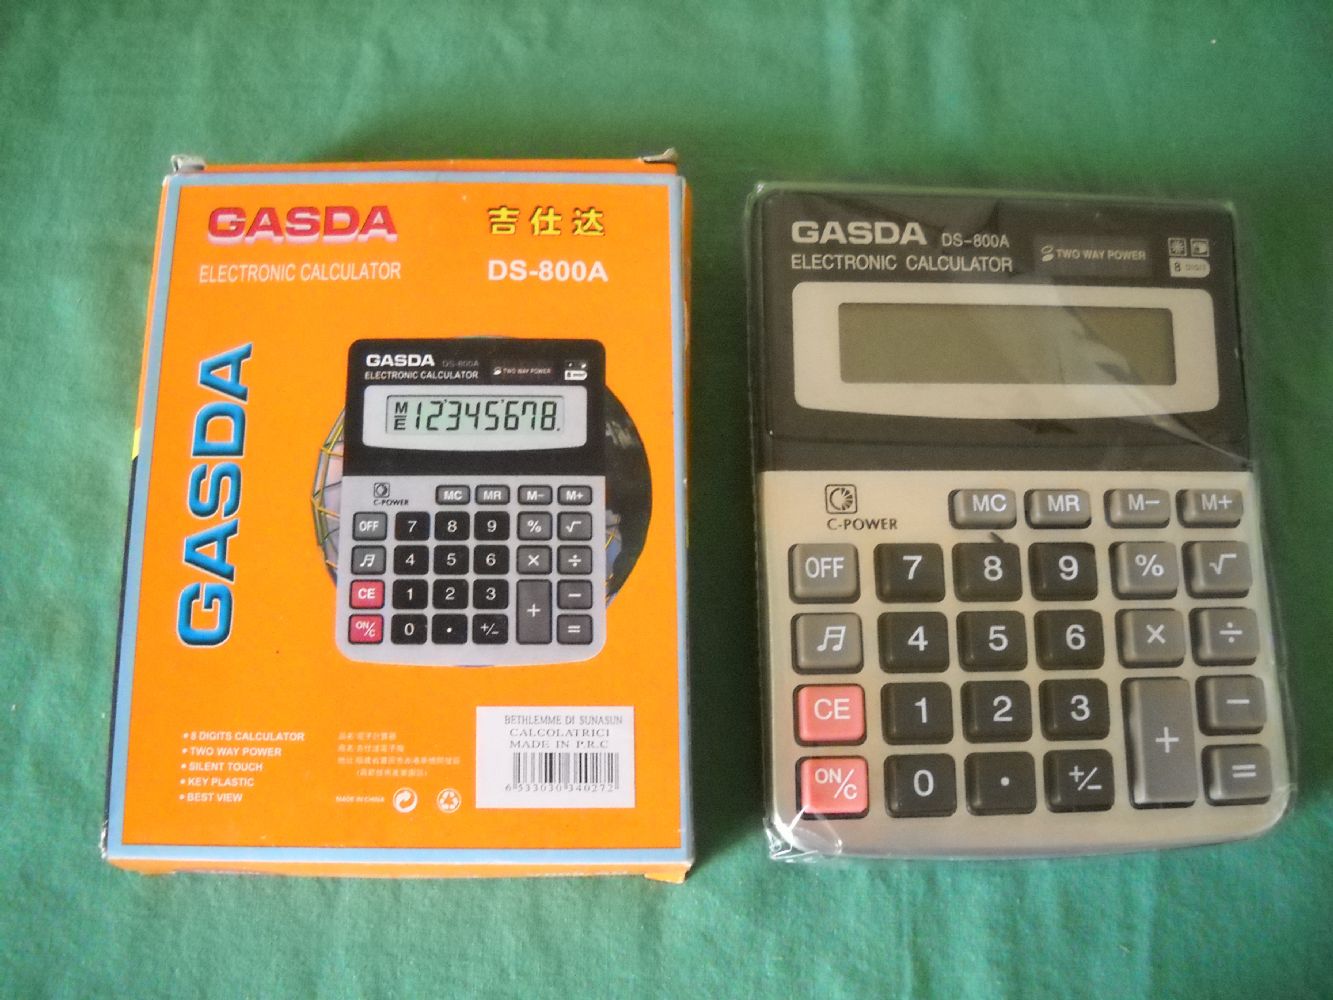 GASDA
吉仕达
ELECTRONIC CALCULATOR
DS-800A
GASDA
GASDA DS-800A
ELECTRONIC CALCULATOR
TWO WAY POWER
M
E
12'345'678.
C-POWER
MC MR M− M+
OFF 7 8 9 % √
4 5 6 × ÷
CE 1 2 3 + −
ON/C 0 . +/− =
• 8 DIGITS CALCULATOR
• TWO WAY POWER
• SILENT TOUCH
• KEY PLASTIC
• BEST VIEW
MADE IN CHINA
BETHLEMME DI SUNASUN
CALCOLATRICI
MADE IN P.R.C
6 533030 340272
GASDA DS-800A
ELECTRONIC CALCULATOR
TWO WAY POWER
8 DIGIT
C-POWER
MC MR M− M+
OFF 7 8 9 % √
4 5 6 × ÷
CE 1 2 3 + −
ON/C 0 . +/− =